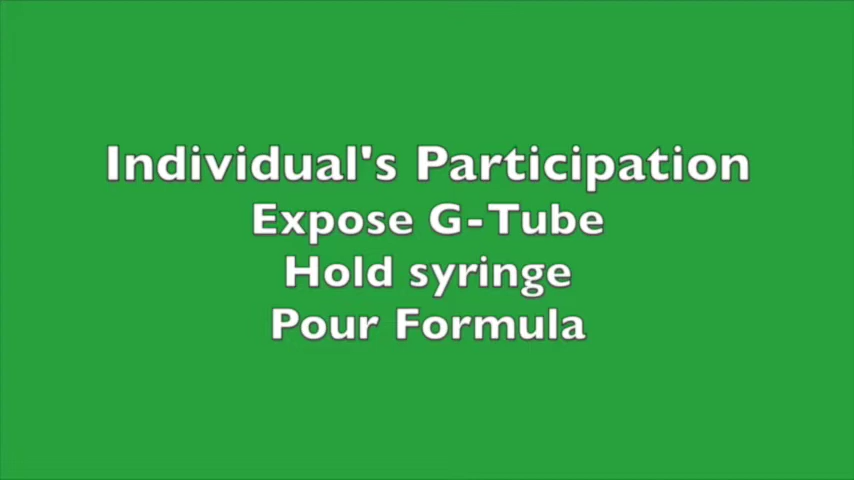 Individual's Participation
Expose G-Tube
Hold syringe
Pour Formula